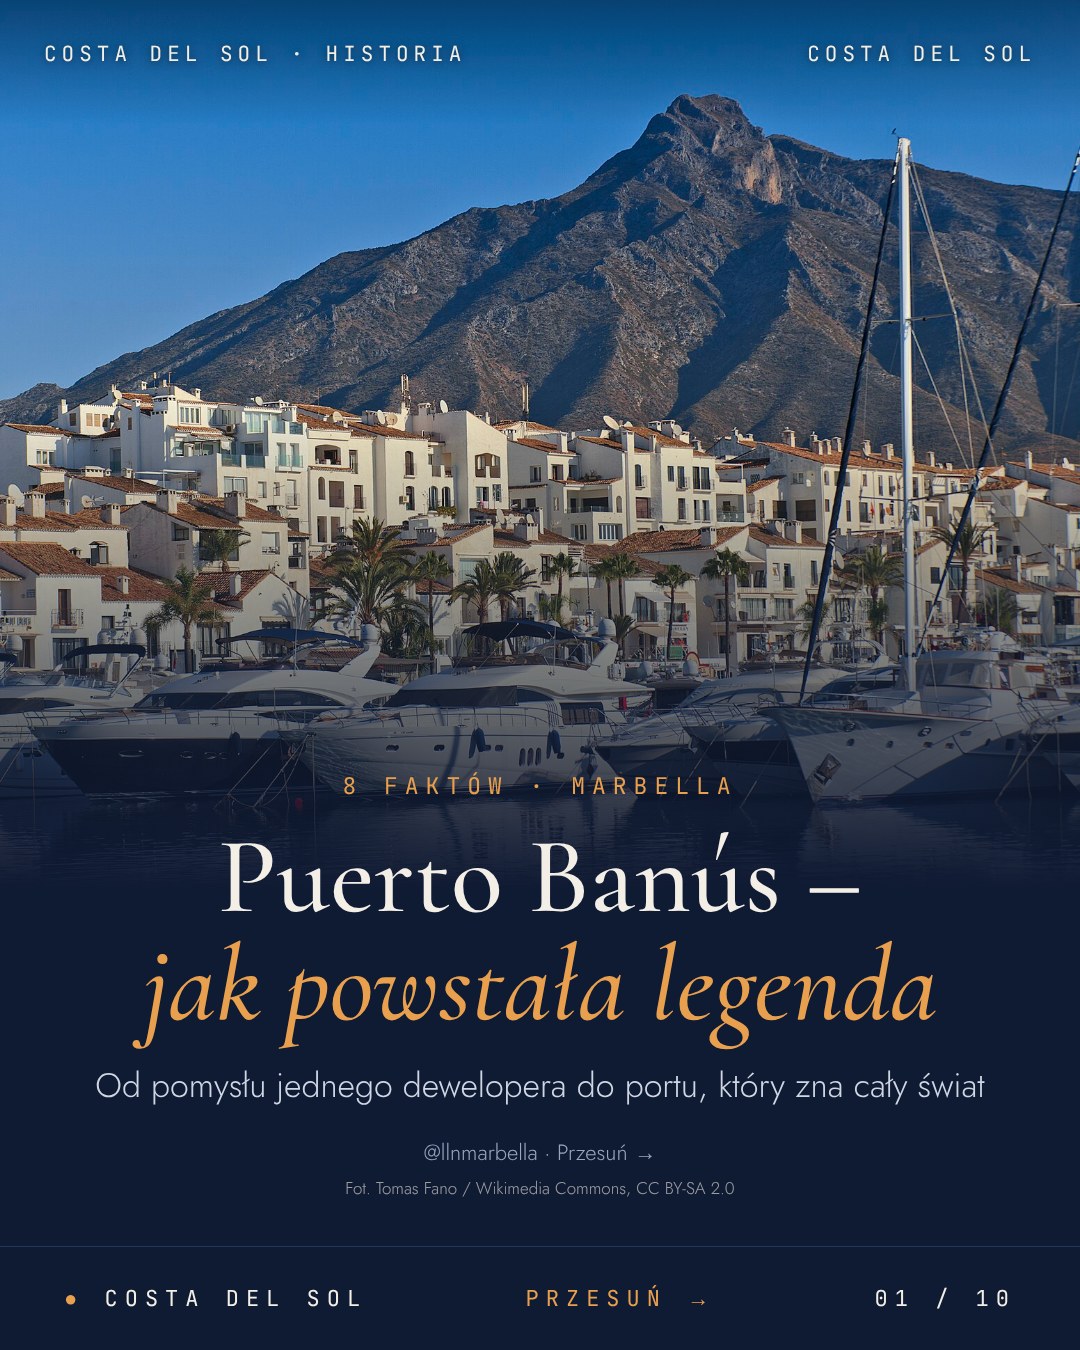 COSTA DEL SOL · HISTORIA
COSTA DEL SOL
8 FAKTÓW · MARBELLA
Puerto Banús –
jak powstała legenda
Od pomysłu jednego dewelopera do portu, który zna cały świat
@llnmarbella · Przesuń →
Fot. Tomas Fano / Wikimedia Commons, CC BY-SA 2.0
● COSTA DEL SOL
PRZESUŃ →
01 / 10